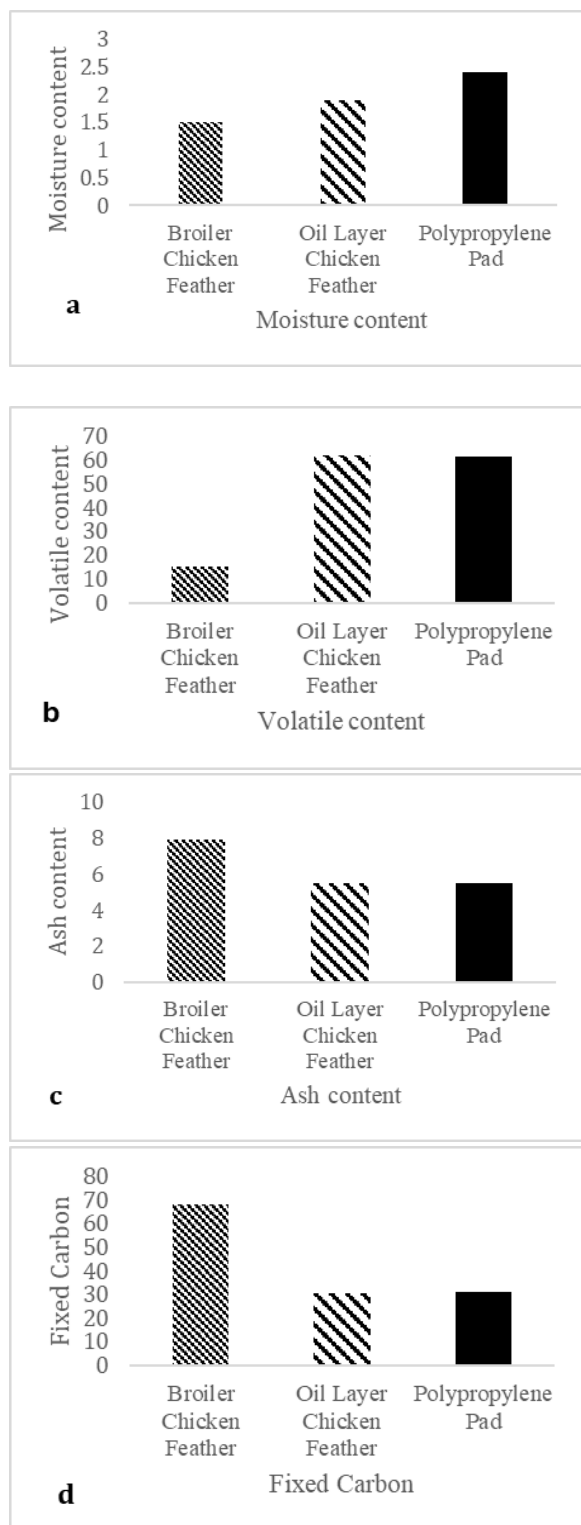 3
2.5
2
1.5
1
0.5
0
Moisture content
Broiler Oil Layer Polypropylene
Chicken Chicken Pad
Feather Feather
a
Moisture content
70
60
50
40
30
20
10
0
Volatile content
Broiler Oil Layer Polypropylene
Chicken Chicken Pad
Feather Feather
b
Volatile content
10
8
6
4
2
0
Ash content
Broiler Oil Layer Polypropylene
Chicken Chicken Pad
Feather Feather
c
Ash content
80
70
60
50
40
30
20
10
0
Fixed Carbon
Broiler Oil Layer Polypropylene
Chicken Chicken Pad
Feather Feather
d
Fixed Carbon